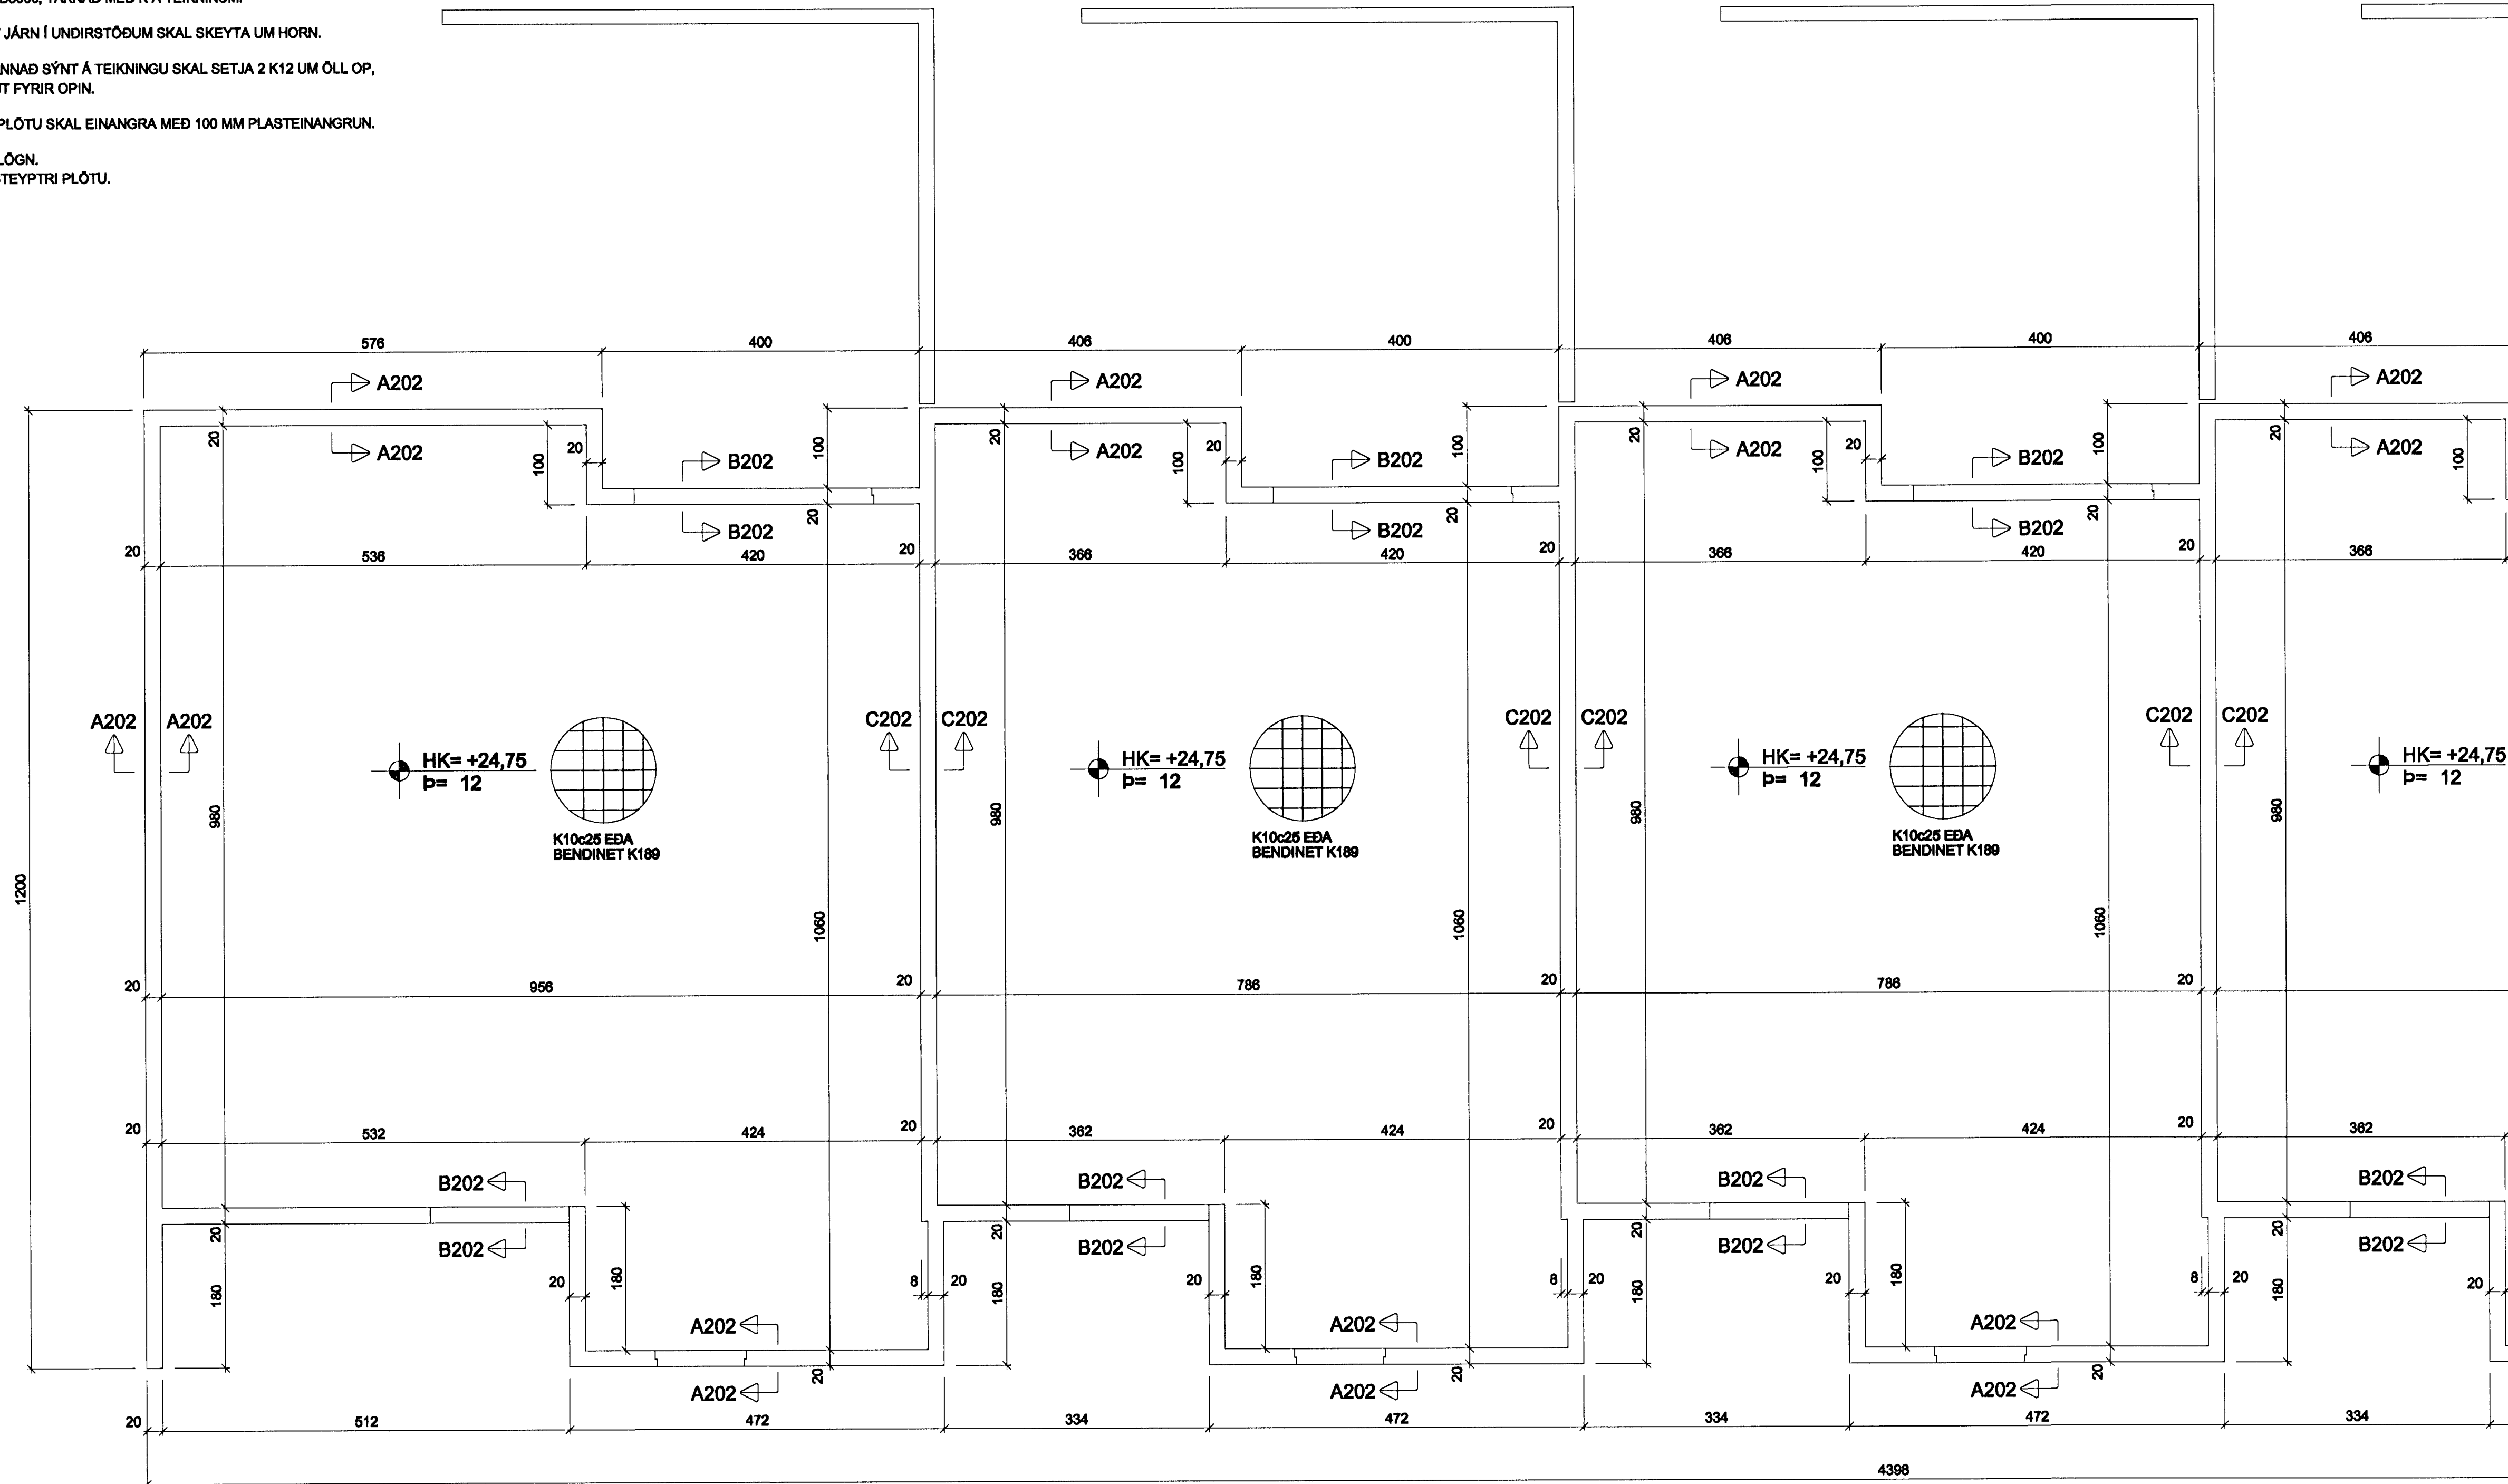 JÁRN Í UNDIRSTÖÐUM SKAL SKEYTA UM HORN.
NNAÐ SÝNT Á TEIKNINGU SKAL SETJA 2 K12 UM ÖLL OP,
UT FYRIR OPIN.
PLÖTU SKAL EINANGRA MEÐ 100 MM PLASTEINANGRUN.
LÖGN.
STEYPTRI PLÖTU.
576 400 406 400 406 400 406
A202 A202 A202 A202
20 20 20 20
A202 A202 A202 A202
100 20 100 100 20 100 100 20 100 100
B202 B202 B202
20 20 20
B202 B202 B202
20 536 420 20 366 420 20 366 420 20 366
A202 A202 C202 C202 C202 C202 C202 C202
HK= +24,75 HK= +24,75 HK= +24,75 HK= +24,75
Þ= 12 Þ= 12 Þ= 12 Þ= 12
980 980 980 980
K10c25 EÐA K10c25 EÐA K10c25 EÐA
BENDINET K189 BENDINET K189 BENDINET K189
1200
1060 1060 1060
20 956 20 786 20 786 20
20 532 424 20 362 424 20 362 424 20 362
B202 B202 B202 B202
20 20 20 20
B202 B202 B202 B202
180 20 180 8 20 180 20 180 8 20 180 20 180 8 20 180 20
A202 A202 A202
20 20 20
A202 A202 A202
20 512 472 334 472 334 472 334
4398